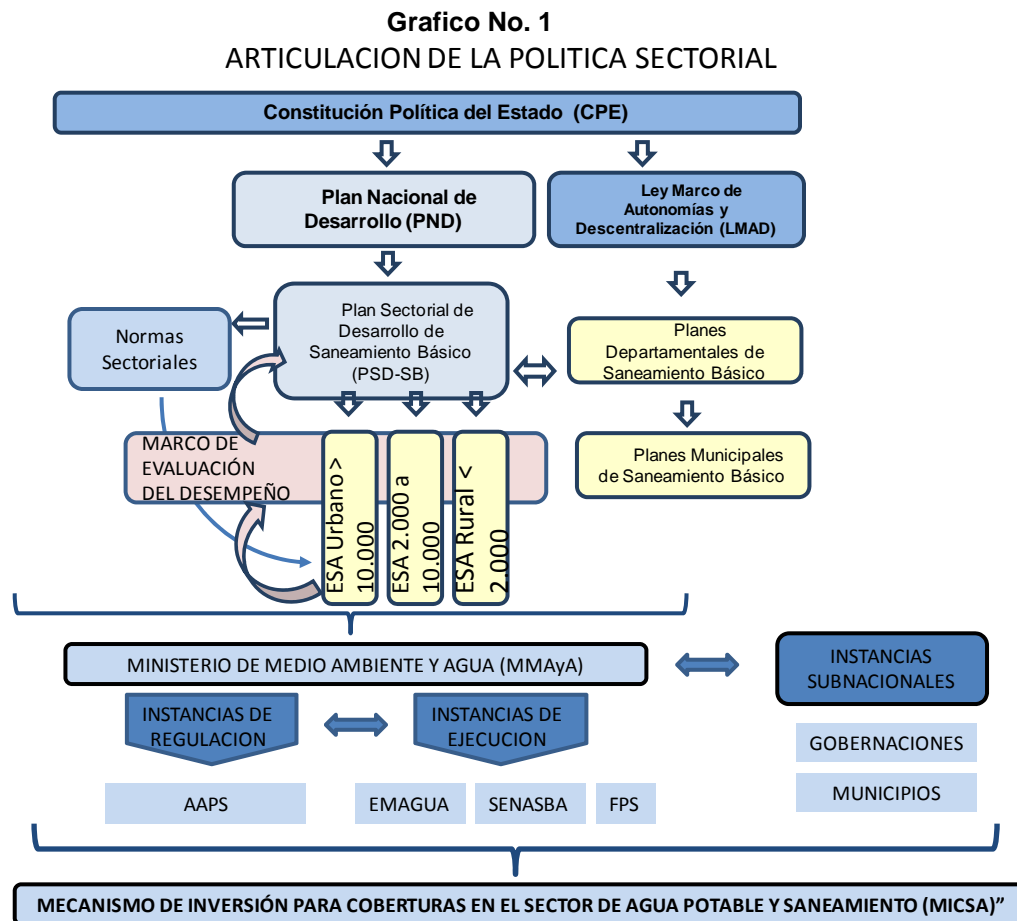 Grafico No. 1
ARTICULACION DE LA POLITICA SECTORIAL
Constitución Política del Estado (CPE)
Plan Nacional de
Desarrollo (PND)
Ley Marco de
Autonomías y
Descentralización (LMAD)
Normas
Sectoriales
Plan Sectorial de
Desarrollo de
Saneamiento Básico
(PSD-SB)
Planes
Departamentales de
Saneamiento Básico
MARCO DE
EVALUACIÓN
DEL DESEMPEÑO
ESA Urbano >
10.000
ESA 2.000 a
10.000
ESA Rural <
2.000
Planes Municipales
de Saneamiento Básico
MINISTERIO DE MEDIO AMBIENTE Y AGUA (MMAyA)
INSTANCIAS
SUBNACIONALES
INSTANCIAS DE
REGULACION
INSTANCIAS DE
EJECUCION
GOBERNACIONES
MUNICIPIOS
AAPS
EMAGUA
SENASBA
FPS
MECANISMO DE INVERSIÓN PARA COBERTURAS EN EL SECTOR DE AGUA POTABLE Y SANEAMIENTO (MICSA)”